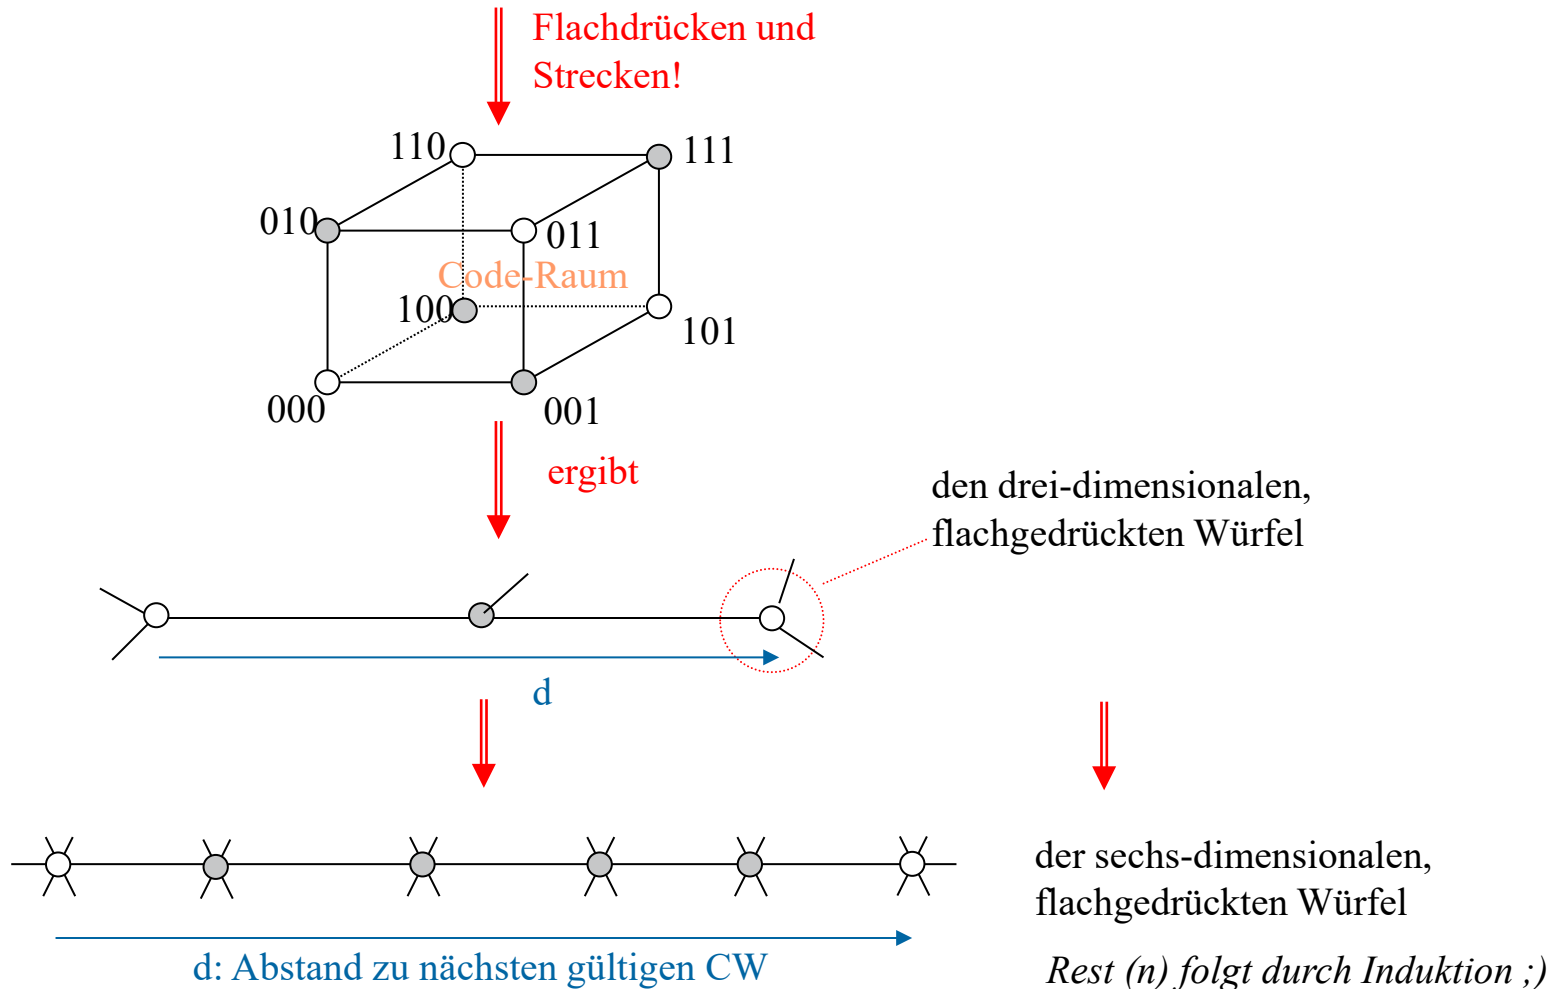 Flachdrücken und
Strecken!
110
111
010
011
Code-Raum
100
101
000
001
ergibt
den drei-dimensionalen,
flachgedrückten Würfel
d
der sechs-dimensionalen,
flachgedrückten Würfel
d: Abstand zu nächsten gültigen CW
Rest (n) folgt durch Induktion ;)